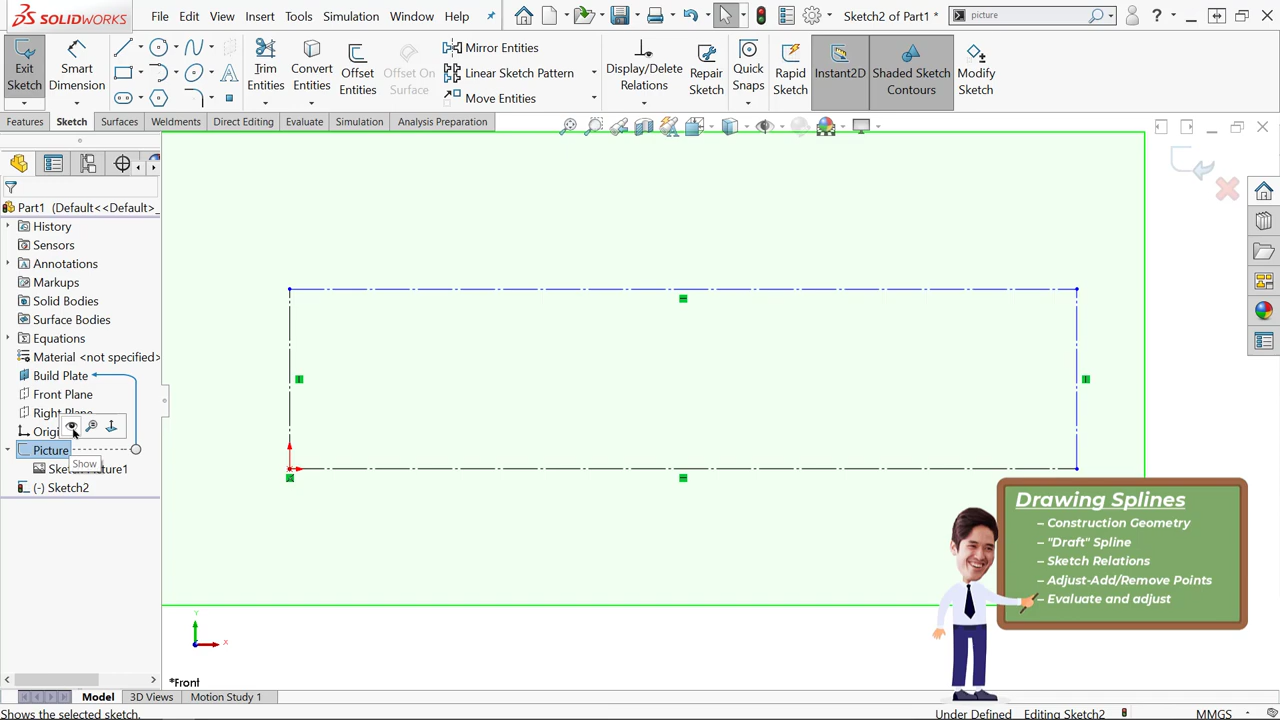 SOLIDWORKS File Edit View Insert Tools Simulation Window Help Sketch2 of Part1 * picture ?
Exit Sketch
Smart Dimension
Trim Entities
Convert Entities
Offset Entities
Offset On Surface
Mirror Entities
Linear Sketch Pattern
Move Entities
Display/Delete Relations
Repair Sketch
Quick Snaps
Rapid Sketch
Instant2D
Shaded Sketch Contours
Modify Sketch
Features Sketch Surfaces Weldments Direct Editing Evaluate Simulation Analysis Preparation
Part1 (Default<<Default>_
History
Sensors
Annotations
Markups
Solid Bodies
Surface Bodies
Equations
Material <not specified>
Build Plate
Front Plane
Right Plane
Origi
Picture
Show
Sketch Picture1
(-) Sketch2
Drawing Splines
– Construction Geometry
– "Draft" Spline
– Sketch Relations
– Adjust-Add/Remove Points
– Evaluate and adjust
Y
X
*Front
Model 3D Views Motion Study 1
Shows the selected sketch. Under Defined Editing Sketch2 MMGS